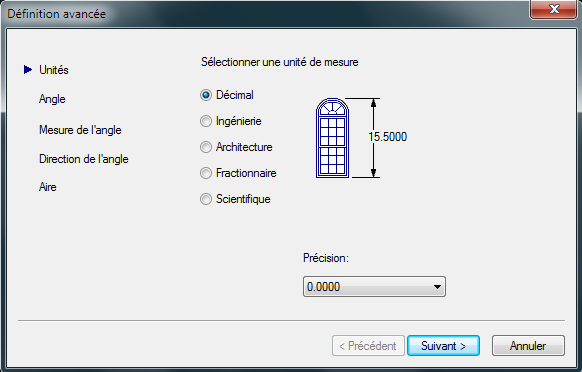 Définition avancée
Unités
Angle
Mesure de l'angle
Direction de l'angle
Aire
Sélectionner une unité de mesure
Décimal
Ingénierie
Architecture
Fractionnaire
Scientifique
15.5000
Précision:
0.0000
< Précédent
Suivant >
Annuler